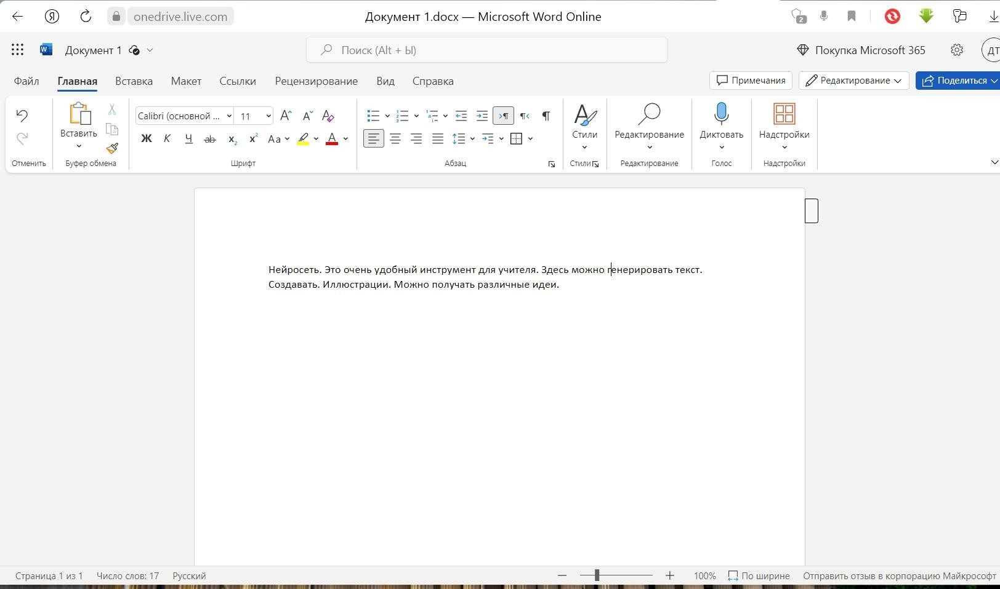 onedrive.live.com Документ 1.docx — Microsoft Word Online 2
W Документ 1 Поиск (Alt + Ы) Покупка Microsoft 365 ДТ
Файл Главная Вставка Макет Ссылки Рецензирование Вид Справка Примечания Редактирование Поделиться
Calibri (основной ... 11
Вставить Стили Редактирование Диктовать Надстройки
Ж К Ч ab x₂ x² Aa A
Отменить Буфер обмена Шрифт Абзац Стили Редактирование Голос Надстройки
Нейросеть. Это очень удобный инструмент для учителя. Здесь можно генерировать текст.
Создавать. Иллюстрации. Можно получать различные идеи.
Страница 1 из 1 Число слов: 17 Русский 100% По ширине Отправить отзыв в корпорацию Майкрософт